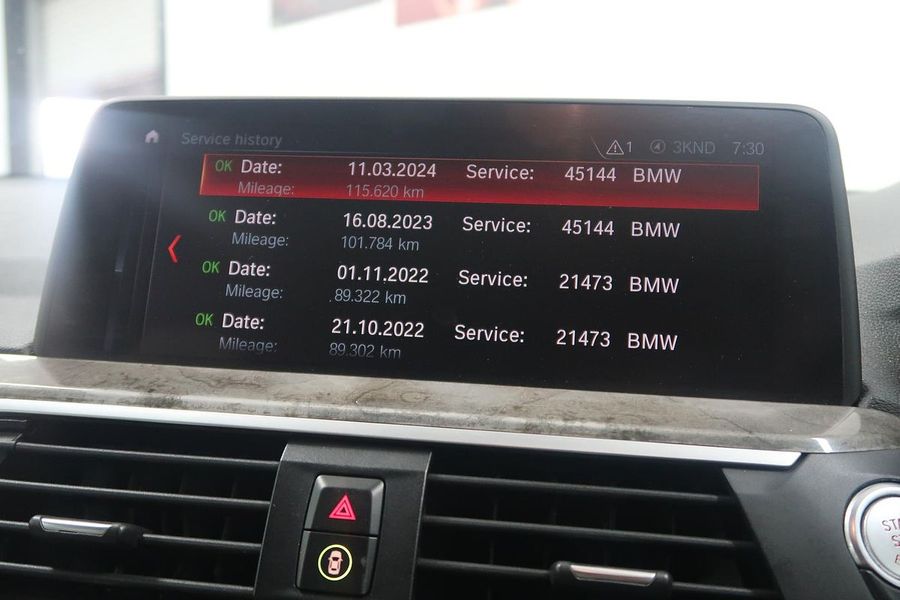 Service history
1 3KND 7:30
OK Date: 11.03.2024 Service: 45144 BMW
Mileage: 115.620 km
OK Date: 16.08.2023 Service: 45144 BMW
Mileage: 101.784 km
OK Date: 01.11.2022 Service: 21473 BMW
Mileage: 89.322 km
OK Date: 21.10.2022 Service: 21473 BMW
Mileage: 89.302 km